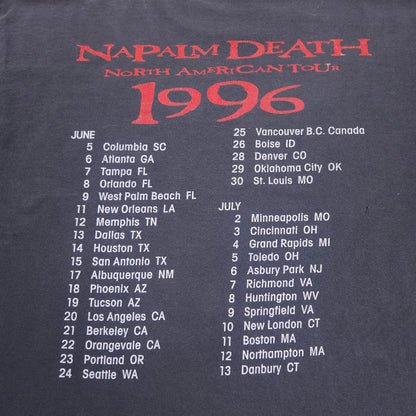 NAPALM DEATH
NORTH AMERICAN TOUR
1996
JUNE
5 Columbia SC
6 Atlanta GA
7 Tampa FL
8 Orlando FL
9 West Palm Beach FL
11 New Orleans LA
12 Memphis TN
13 Dallas TX
14 Houston TX
15 San Antonio TX
17 Albuquerque NM
18 Phoenix AZ
19 Tucson AZ
20 Los Angeles CA
21 Berkeley CA
22 Orangevale CA
23 Portland OR
24 Seattle WA
25 Vancouver B.C. Canada
26 Boise ID
28 Denver CO
29 Oklahoma City OK
30 St. Louis MO
JULY
2 Minneapolis MO
3 Cincinnati OH
4 Grand Rapids MI
5 Toledo OH
6 Asbury Park NJ
7 Richmond VA
8 Huntington WV
9 Springfield VA
10 New London CT
11 Boston MA
12 Northampton MA
13 Danbury CT